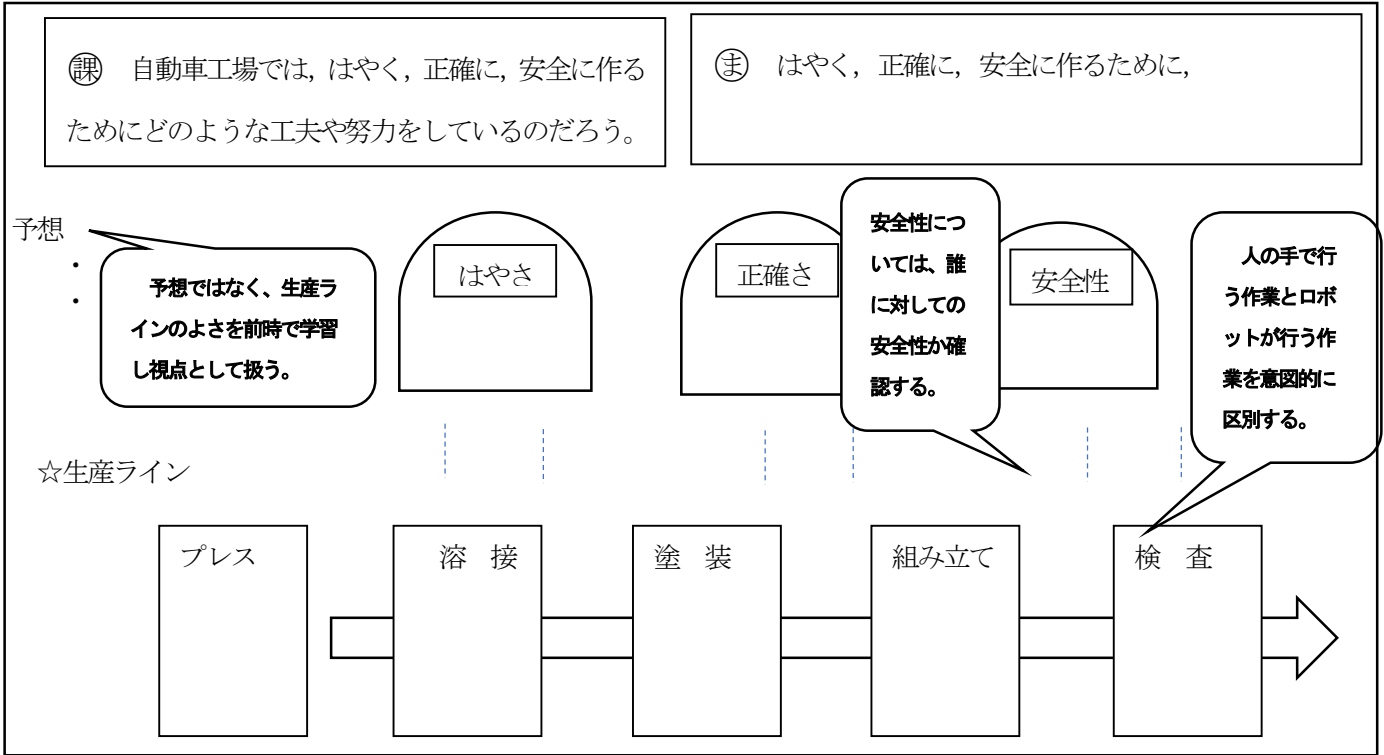 ㋕ 自動車工場では, はやく, 正確に, 安全に作る
ためにどのような工夫や努力をしているのだろう。
㋮ はやく, 正確に, 安全に作るために,
予想
・
・
予想ではなく、生産ラ
インのよさを前時で学習
し視点として扱う。
はやさ
正確さ
安全性につ
いては、誰
に対しての
安全性か確
認する。
安全性
人の手で行
う作業とロボ
ットが行う作
業を意図的に
区別する。
☆生産ライン
プレス
溶 接
塗 装
組み立て
検 査